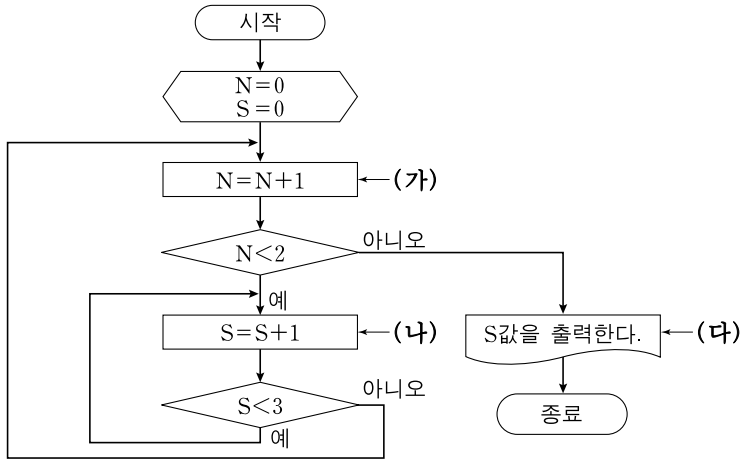 시작
N=0
S=0
N=N+1
(가)
N<2
아니오
예
S=S+1
(나)
S값을 출력한다.
(다)
S<3
아니오
예
종료